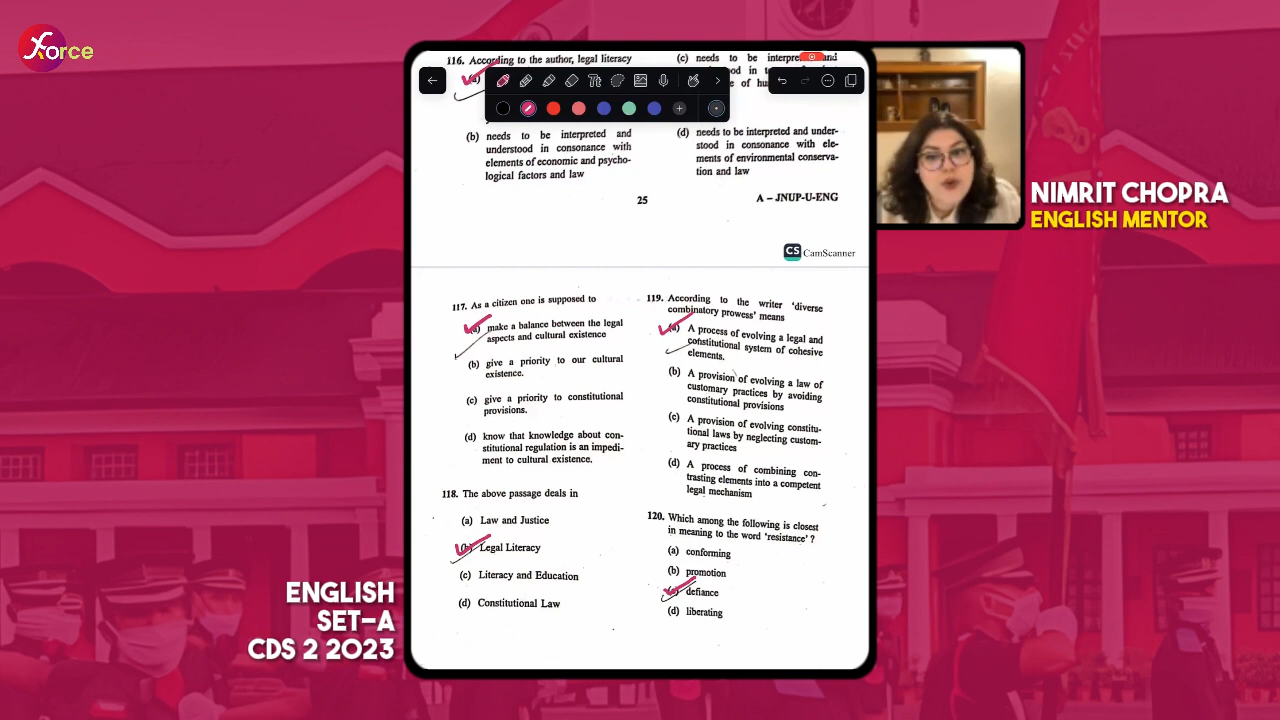 xforce
116. According to the author, legal literacy
(b) needs to be interpreted and
understood in consonance with
elements of economic and psycho-
logical factors and law
(c) needs to be
(d) needs to be interpreted and under-
stood in consonance with ele-
ments of environmental conserva-
tion and law
25
A – JNUP-U-ENG
CS CamScanner
117. As a citizen one is supposed to
(a) make a balance between the legal
aspects and cultural existence
(b) give a priority to our cultural
existence.
(c) give a priority to constitutional
provisions.
(d) know that knowledge about con-
stitutional regulation is an impedi-
ment to cultural existence.
118. The above passage deals in
(a) Law and Justice
(b) Legal Literacy
(c) Literacy and Education
(d) Constitutional Law
119. According to the writer 'diverse
combinatory prowess' means
(a) A process of evolving a legal and
constitutional system of cohesive
elements.
(b) A provision of evolving a law of
customary practices by avoiding
constitutional provisions
(c) A provision of evolving constitu-
tional laws by neglecting custom-
ary practices
(d) A process of combining con-
trasting elements into a competent
legal mechanism
120. Which among the following is closest
in meaning to the word 'resistance' ?
(a) conforming
(b) promotion
(c) defiance
(d) liberating
NIMRIT CHOPRA
ENGLISH MENTOR
ENGLISH
SET-A
CDS 2 2023